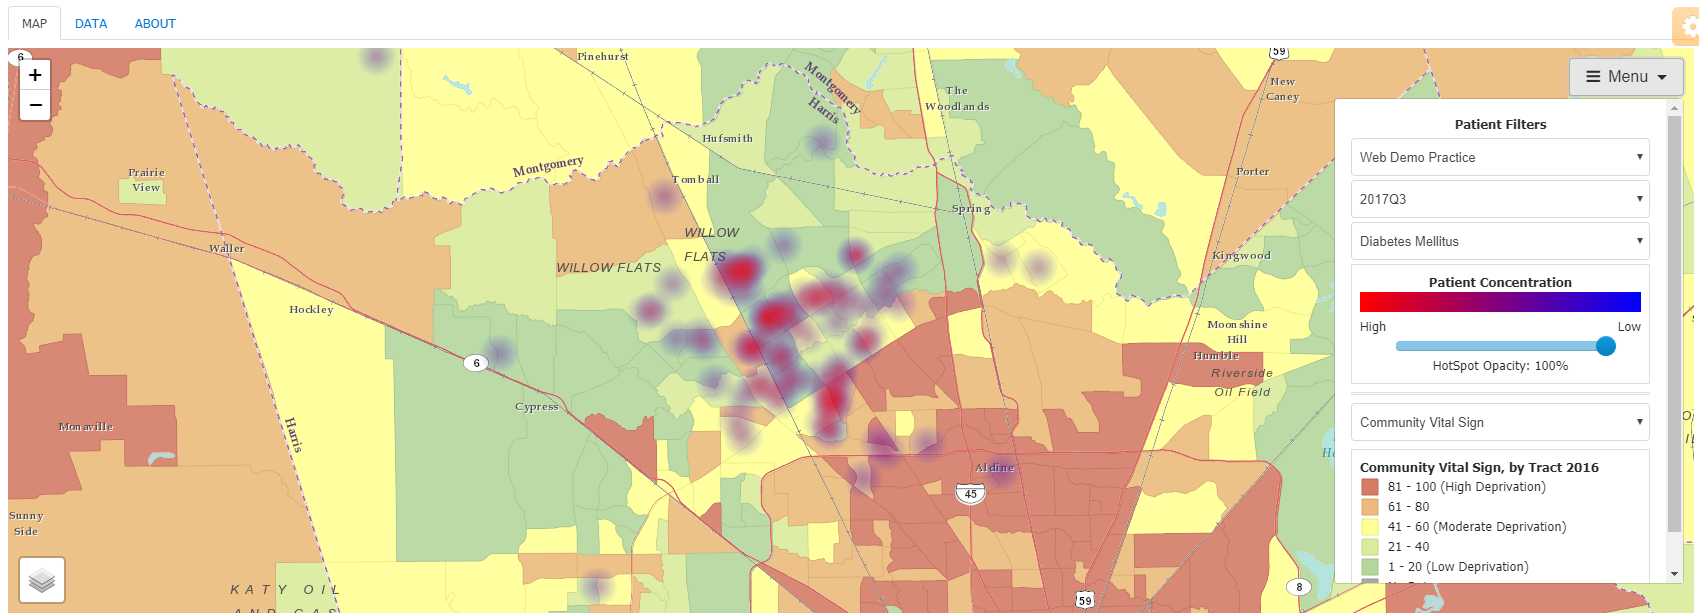 MAP
DATA
ABOUT
6
+
−
Pinehurst
59
Menu
New
Caney
The
Woodlands
Montgomery
Harris
Hufsmith
Montgomery
Prairie
View
Tomball
Porter
Spring
WILLOW
FLATS
WILLOW FLATS
Waller
Kingwood
Hockley
Moonshine
Hill
Humble
Riverside
Oil Field
6
Cypress
Harris
Monaville
Aldine
45
Sunny
Side
KATY OIL
AND GAS
59
8
Patient Filters
Web Demo Practice
2017Q3
Diabetes Mellitus
Patient Concentration
High
Low
HotSpot Opacity: 100%
Community Vital Sign
Community Vital Sign, by Tract 2016
81 - 100 (High Deprivation)
61 - 80
41 - 60 (Moderate Deprivation)
21 - 40
1 - 20 (Low Deprivation)